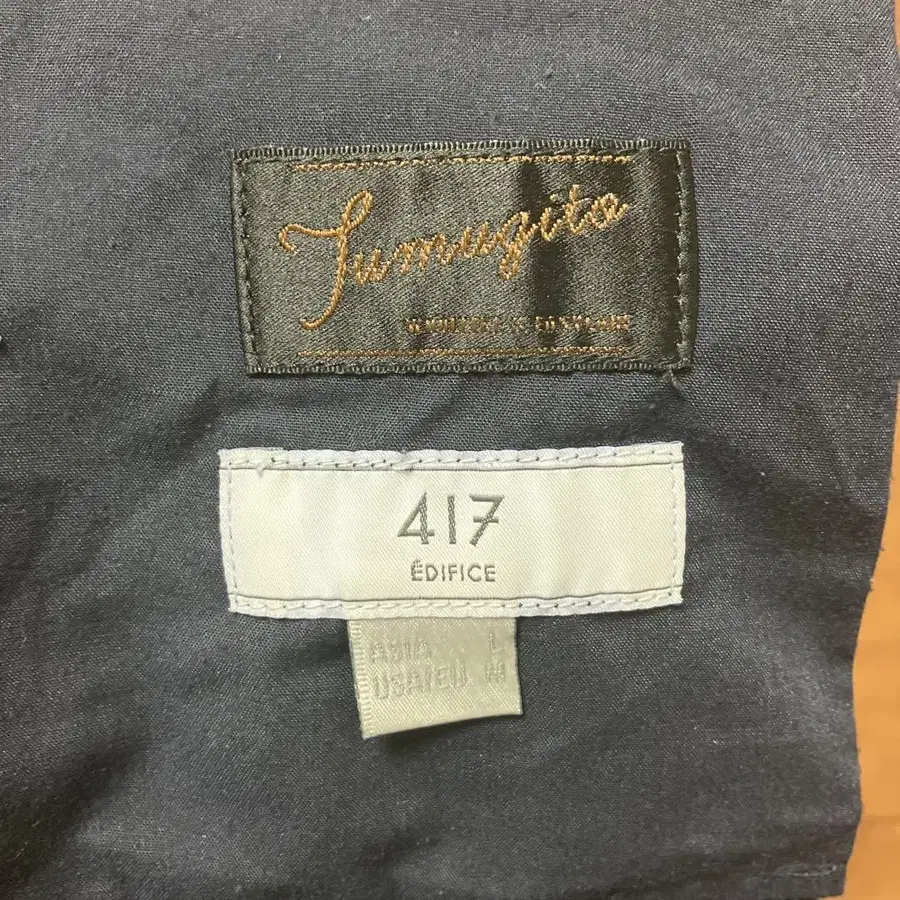 Tumugito
417
ÉDIFICE
ASIA L
USA/EU M